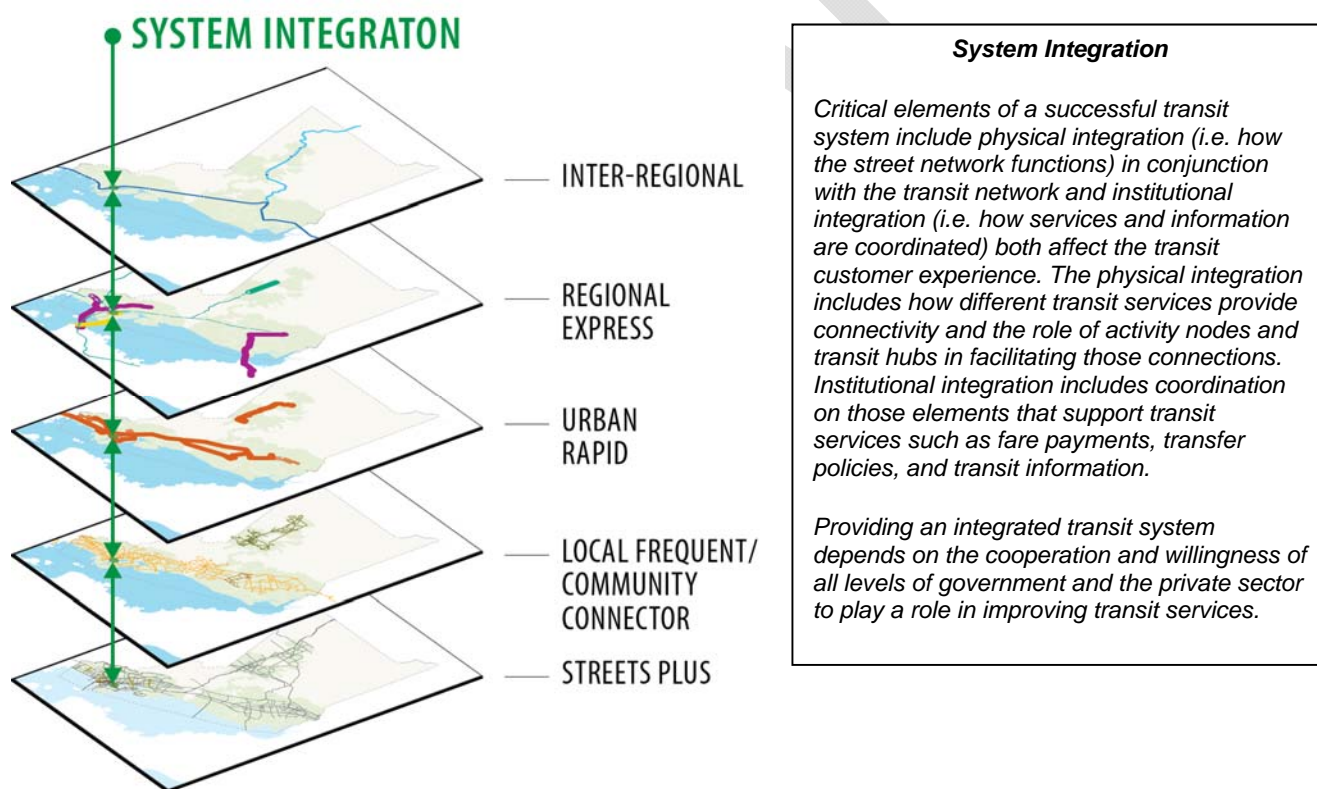 SYSTEM INTEGRATON
INTER-REGIONAL
REGIONAL
EXPRESS
URBAN
RAPID
LOCAL FREQUENT/
COMMUNITY
CONNECTOR
STREETS PLUS
System Integration
Critical elements of a successful transit
system include physical integration (i.e. how
the street network functions) in conjunction
with the transit network and institutional
integration (i.e. how services and information
are coordinated) both affect the transit
customer experience. The physical integration
includes how different transit services provide
connectivity and the role of activity nodes and
transit hubs in facilitating those connections.
Institutional integration includes coordination
on those elements that support transit
services such as fare payments, transfer
policies, and transit information.
Providing an integrated transit system
depends on the cooperation and willingness of
all levels of government and the private sector
to play a role in improving transit services.